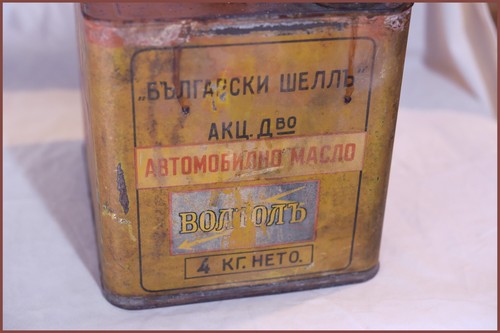 „БЪЛГАРСКИ ШЕЛЛЪ“
АКЦ. Д ВО
АВТОМОБИЛНО МАСЛО
ВОЛТОЛЪ
4 КГ. НЕТО.